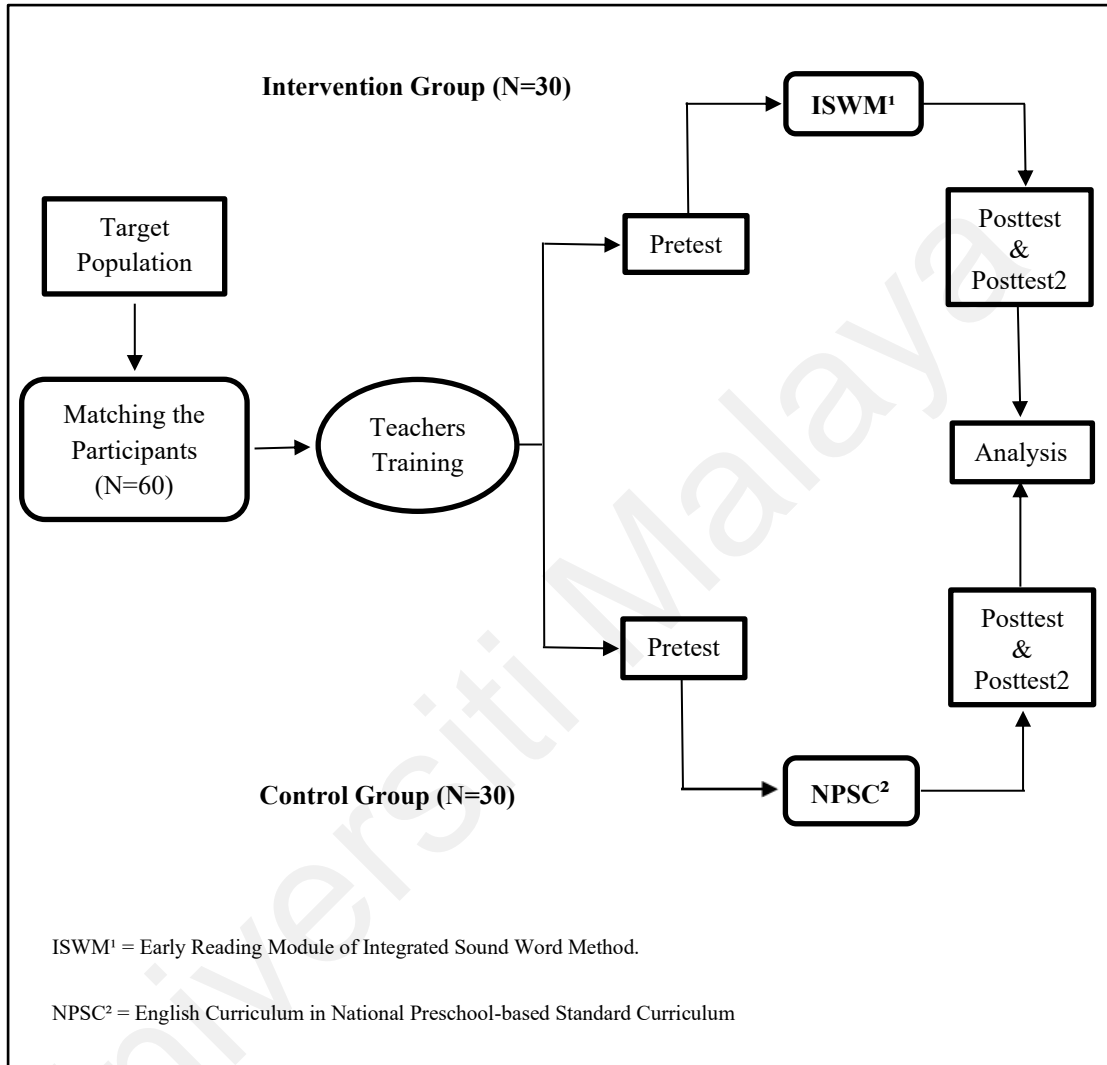 Intervention Group (N=30)
ISWM¹
Target
Population
Pretest
Posttest
&
Posttest2
Matching the
Participants
(N=60)
Teachers
Training
Analysis
Pretest
Posttest
&
Posttest2
Control Group (N=30)
NPSC²
ISWM¹ = Early Reading Module of Integrated Sound Word Method.
NPSC² = English Curriculum in National Preschool-based Standard Curriculum
Universiti Malaya